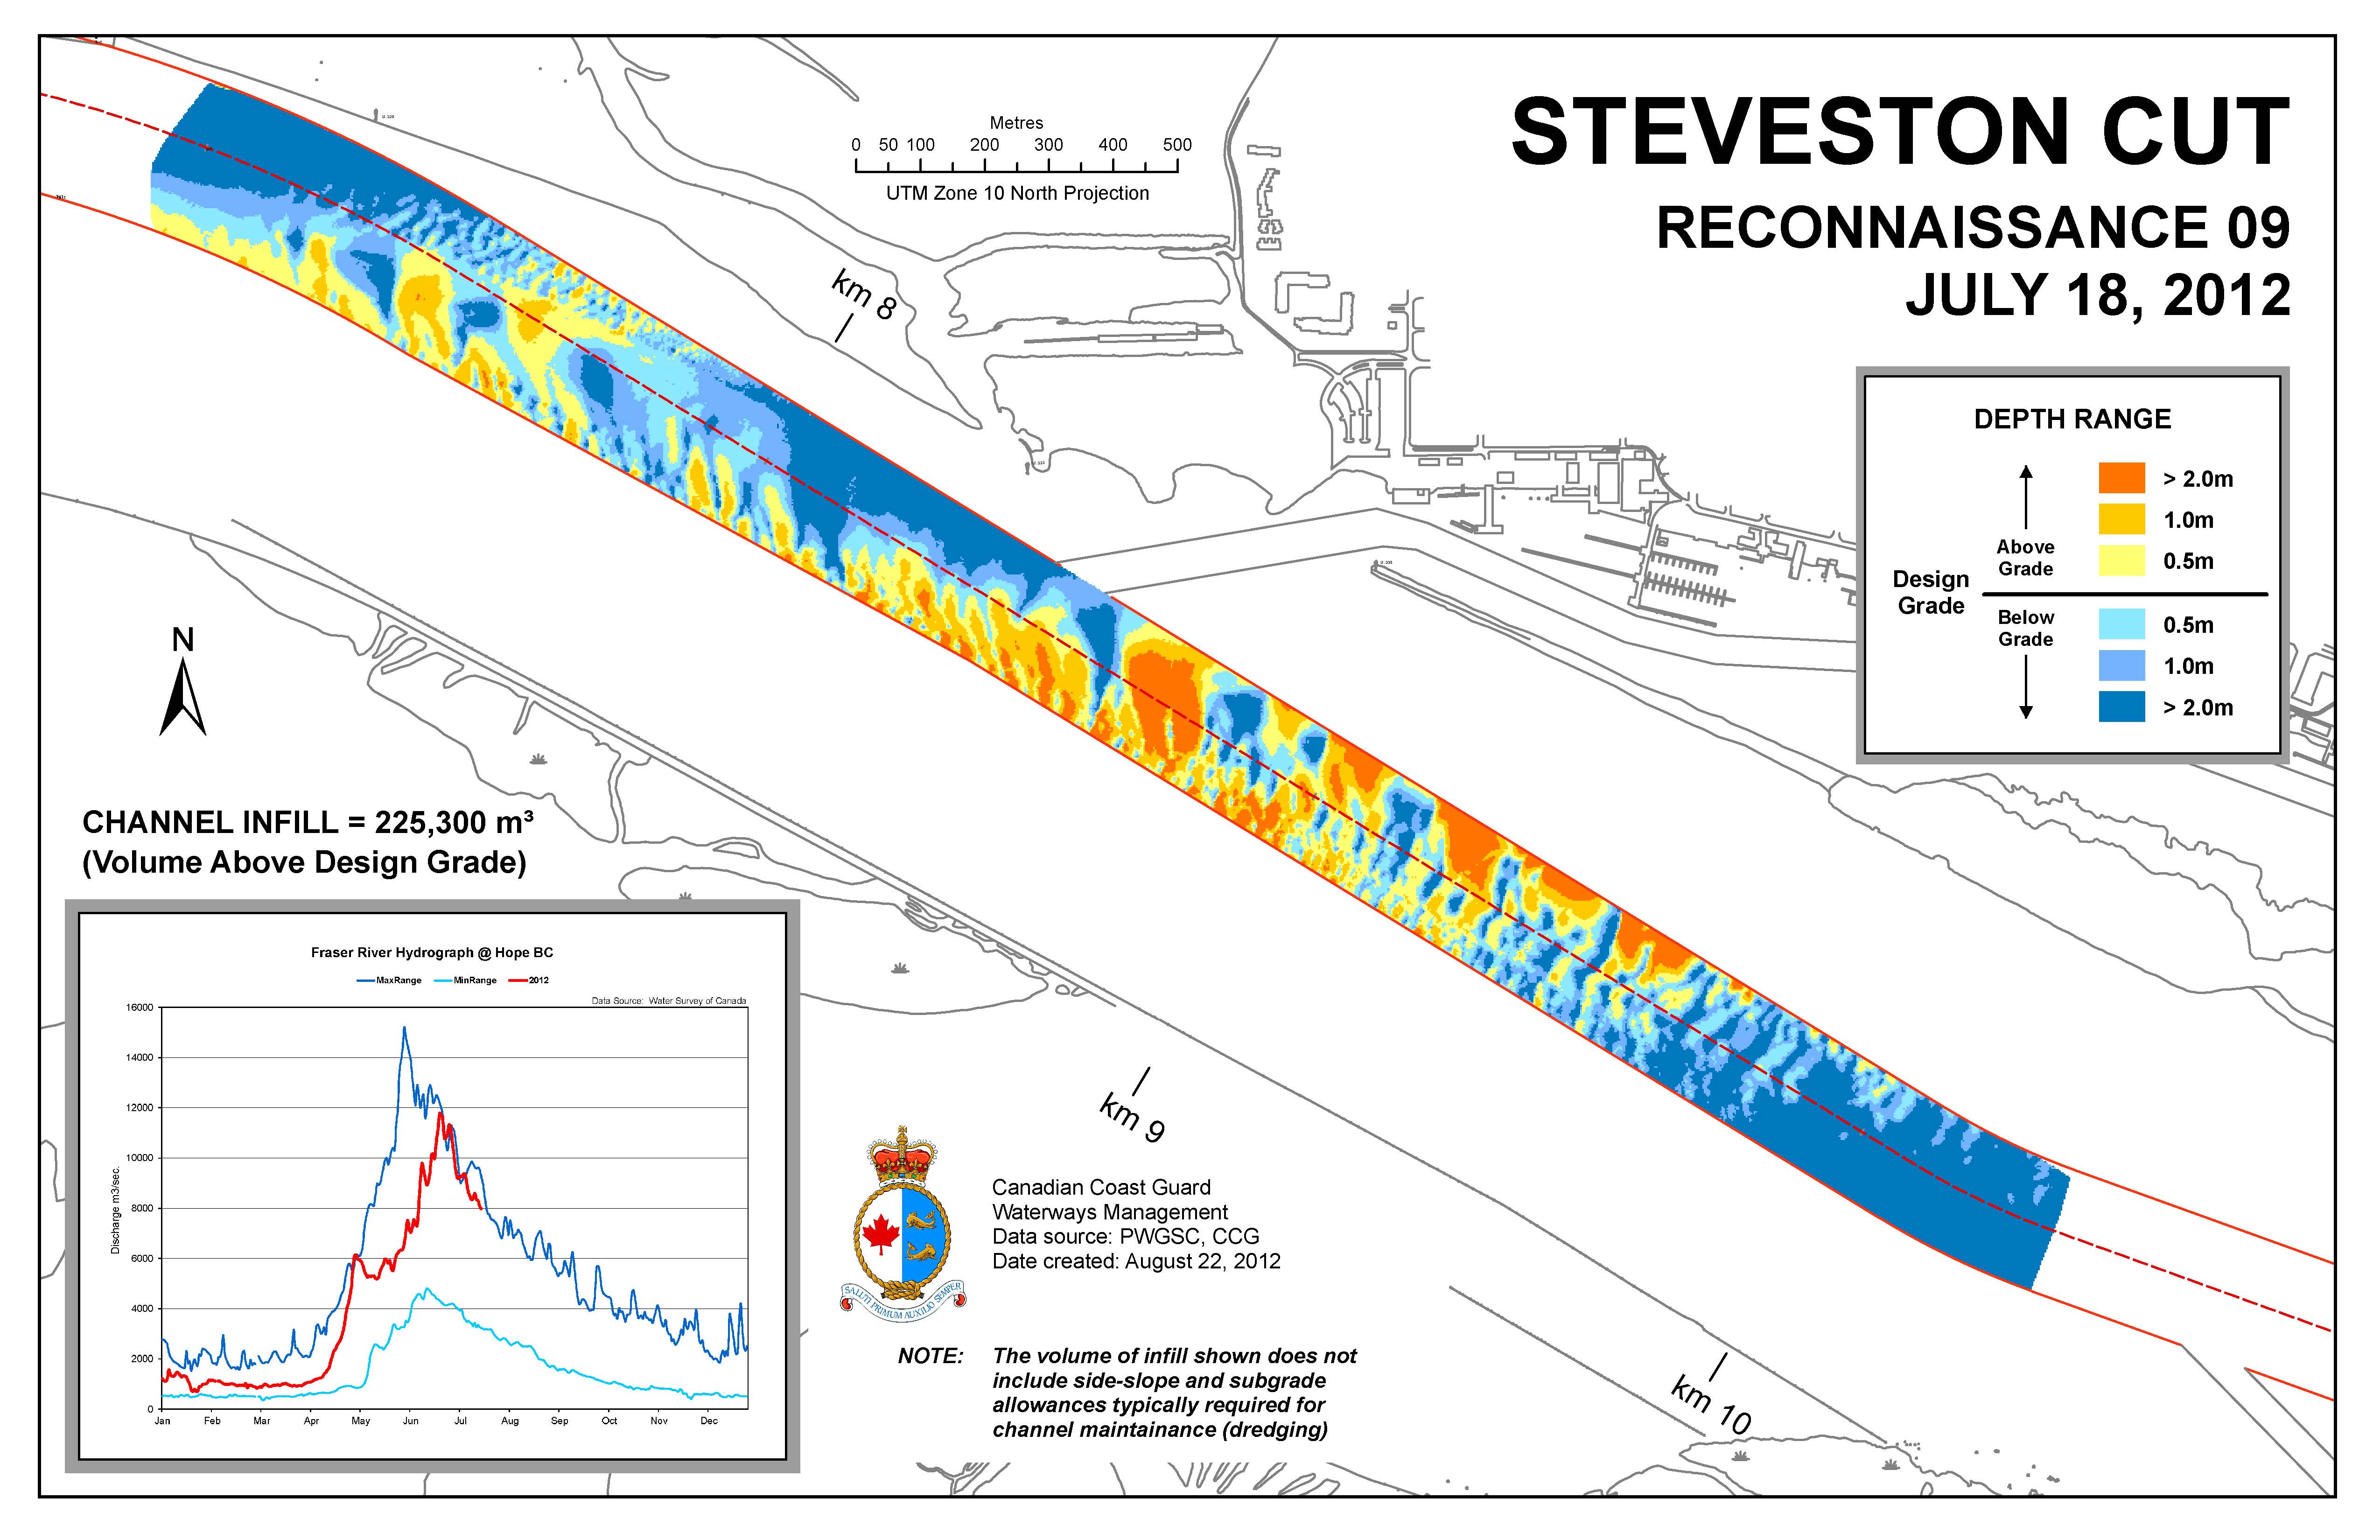 STEVESTON CUT
RECONNAISSANCE 09
JULY 18, 2012
Metres
0 50 100 200 300 400 500
UTM Zone 10 North Projection
km 8
DEPTH RANGE
> 2.0m
1.0m
0.5m
Above
Grade
Design
Grade
Below
Grade
0.5m
1.0m
> 2.0m
N
CHANNEL INFILL = 225,300 m³
(Volume Above Design Grade)
Fraser River Hydrograph @ Hope BC
MaxRange MinRange 2012
Data Source: Water Survey of Canada
16000
14000
12000
10000
8000
6000
4000
2000
0
Discharge m3/sec.
Jan Feb Mar Apr May Jun Jul Aug Sep Oct Nov Dec
km 9
SALUTI PRIMUM AUXILIO SEMPER
Canadian Coast Guard
Waterways Management
Data source: PWGSC, CCG
Date created: August 22, 2012
NOTE: The volume of infill shown does not
include side-slope and subgrade
allowances typically required for
channel maintainance (dredging)
km 10